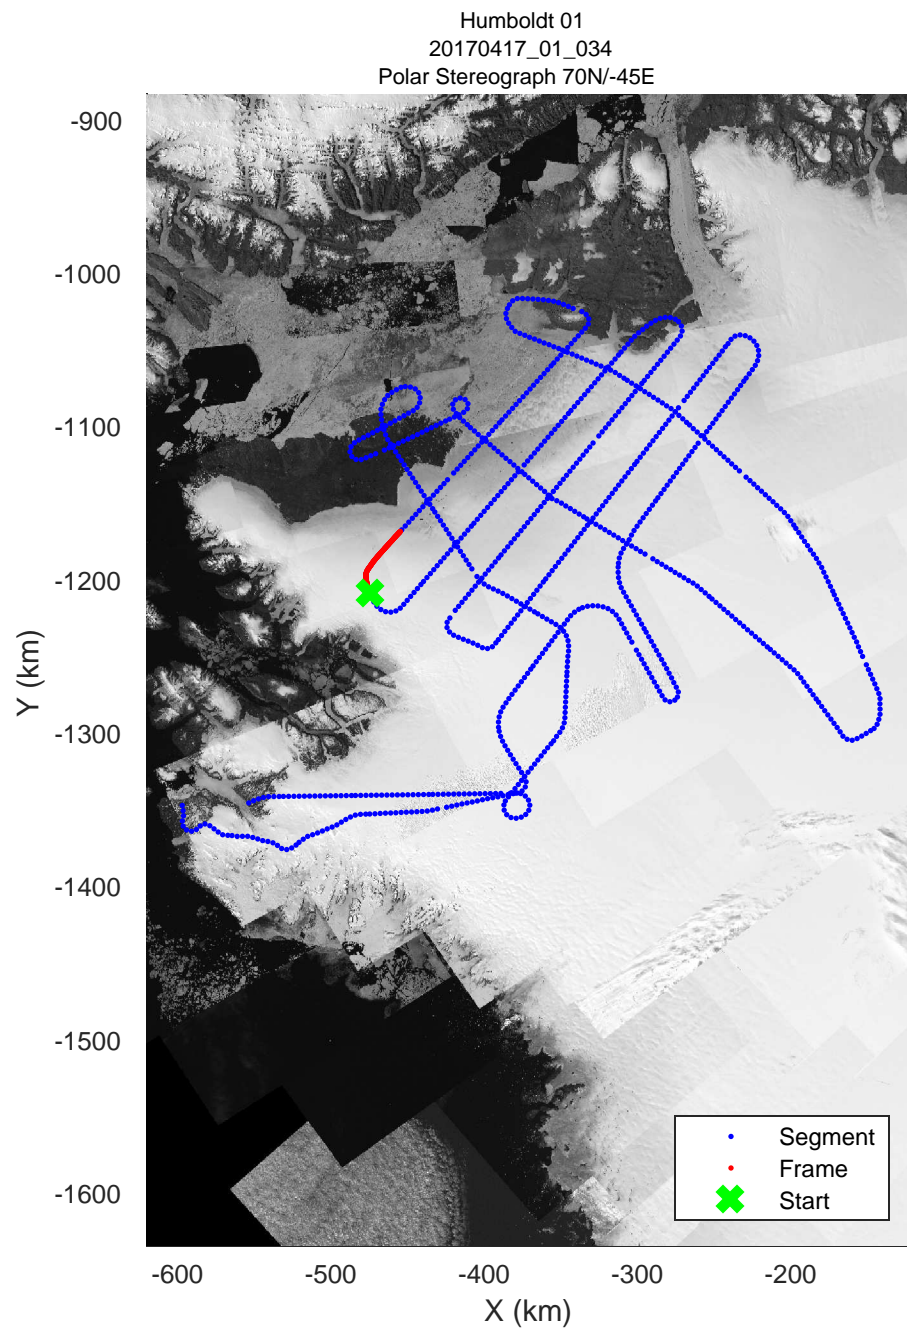 Humboldt 01
20170417_01_034
Polar Stereograph 70N/-45E
-900
-1000
-1100
-1200
-1300
-1400
-1500
-1600
Y (km)
Segment
Frame
Start
-600 -500 -400 -300 -200
X (km)